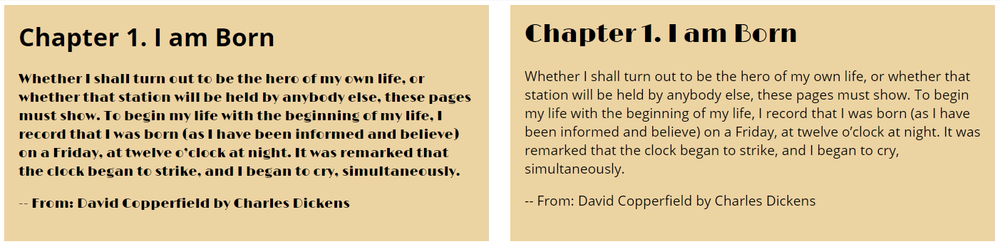 Chapter 1. I am Born
Whether I shall turn out to be the hero of my own life, or
whether that station will be held by anybody else, these pages
must show. To begin my life with the beginning of my life, I
record that I was born (as I have been informed and believe)
on a Friday, at twelve o’clock at night. It was remarked that
the clock began to strike, and I began to cry, simultaneously.
-- From: David Copperfield by Charles Dickens
Chapter 1. I am Born
Whether I shall turn out to be the hero of my own life, or whether that
station will be held by anybody else, these pages must show. To begin
my life with the beginning of my life, I record that I was born (as I have
been informed and believe) on a Friday, at twelve o’clock at night. It was
remarked that the clock began to strike, and I began to cry,
simultaneously.
-- From: David Copperfield by Charles Dickens